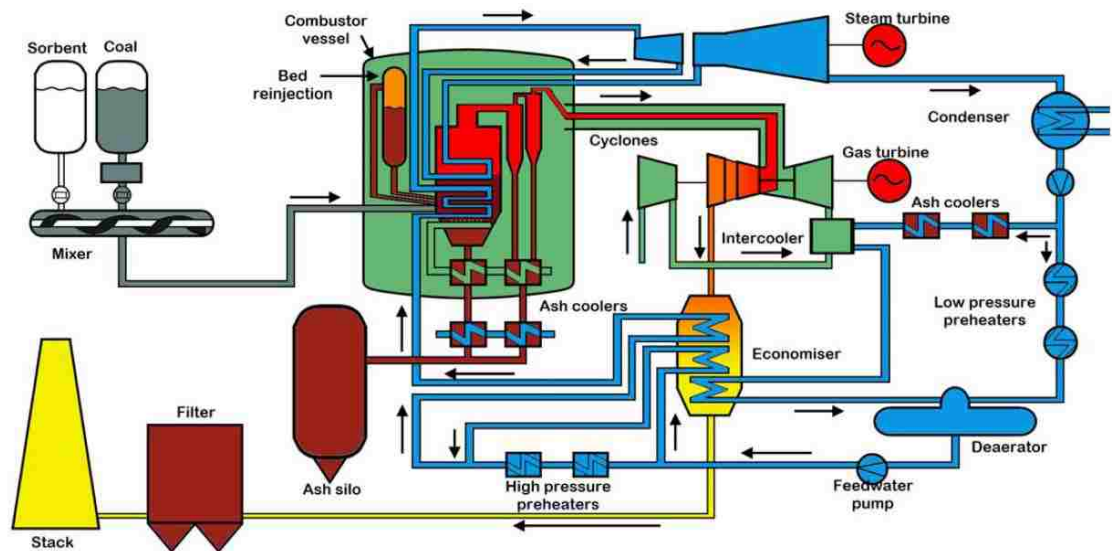 Sorbent
Coal
Combustor
vessel
Bed
reinjection
Steam turbine
Condenser
Cyclones
Gas turbine
Ash coolers
Mixer
Intercooler
Ash coolers
Low pressure
preheaters
Economiser
Filter
Deaerator
Ash silo
High pressure
preheaters
Feedwater
pump
Stack